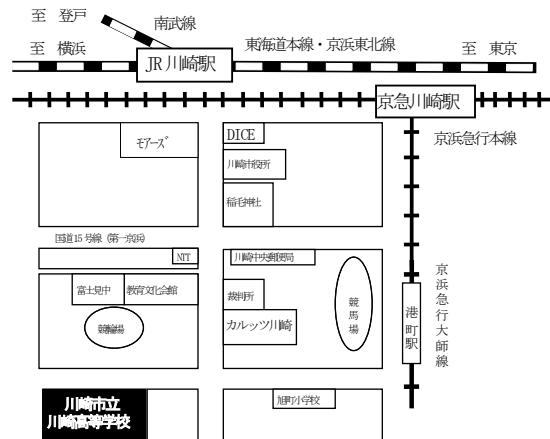 至 登戸
南武線
至 横浜
JR川崎駅
東海道本線・京浜東北線
至 東京
京急川崎駅
京浜急行本線
モアーズ
DICE
川崎市役所
稲毛神社
国道15号線（第一京浜）
NTT
川崎中央郵便局
富士見中
教育文化会館
裁判所
競輪場
カルッツ川崎
競馬場
港町駅
京浜急行大師線
川崎市立
川崎高等学校
旭町小学校